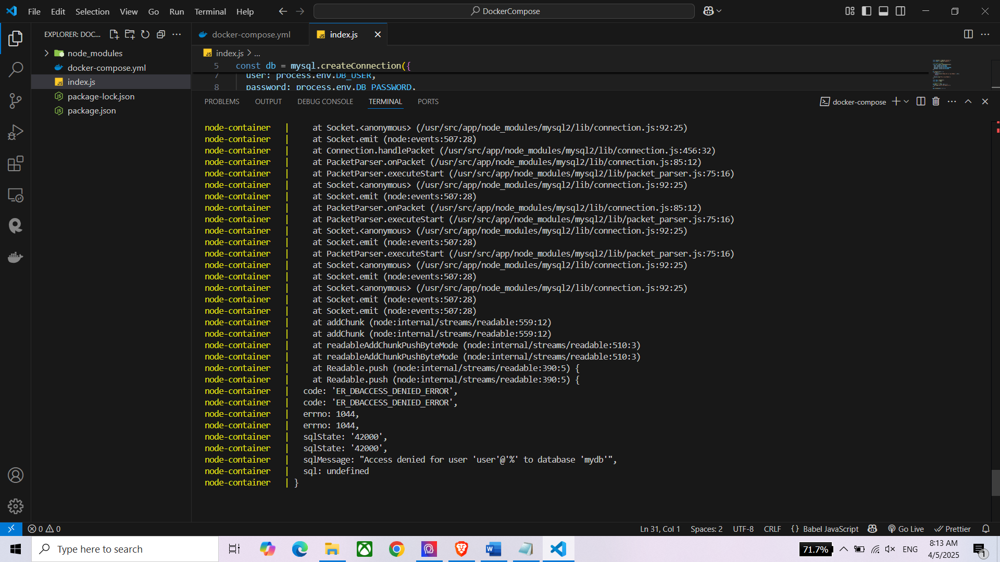 File Edit Selection View Go Run Terminal Help
DockerCompose
EXPLORER: DOC...
node_modules
docker-compose.yml
index.js
package-lock.json
package.json
docker-compose.yml
index.js
index.js > ...
5 const db = mysql.createConnection({
7 user: process.env.DB_USER,
8 password: process.env.DB_PASSWORD,
PROBLEMS OUTPUT DEBUG CONSOLE TERMINAL PORTS
docker-compose
node-container | at Socket.<anonymous> (/usr/src/app/node_modules/mysql2/lib/connection.js:92:25)
node-container | at Socket.emit (node:events:507:28)
node-container | at Connection.handlePacket (/usr/src/app/node_modules/mysql2/lib/connection.js:456:32)
node-container | at PacketParser.onPacket (/usr/src/app/node_modules/mysql2/lib/connection.js:85:12)
node-container | at PacketParser.executeStart (/usr/src/app/node_modules/mysql2/lib/packet_parser.js:75:16)
node-container | at Socket.<anonymous> (/usr/src/app/node_modules/mysql2/lib/connection.js:92:25)
node-container | at Socket.emit (node:events:507:28)
node-container | at PacketParser.onPacket (/usr/src/app/node_modules/mysql2/lib/connection.js:85:12)
node-container | at PacketParser.executeStart (/usr/src/app/node_modules/mysql2/lib/packet_parser.js:75:16)
node-container | at Socket.<anonymous> (/usr/src/app/node_modules/mysql2/lib/connection.js:92:25)
node-container | at Socket.emit (node:events:507:28)
node-container | at PacketParser.executeStart (/usr/src/app/node_modules/mysql2/lib/packet_parser.js:75:16)
node-container | at Socket.<anonymous> (/usr/src/app/node_modules/mysql2/lib/connection.js:92:25)
node-container | at Socket.emit (node:events:507:28)
node-container | at Socket.<anonymous> (/usr/src/app/node_modules/mysql2/lib/connection.js:92:25)
node-container | at Socket.emit (node:events:507:28)
node-container | at Socket.emit (node:events:507:28)
node-container | at addChunk (node:internal/streams/readable:559:12)
node-container | at addChunk (node:internal/streams/readable:559:12)
node-container | at readableAddChunkPushByteMode (node:internal/streams/readable:510:3)
node-container | at readableAddChunkPushByteMode (node:internal/streams/readable:510:3)
node-container | at Readable.push (node:internal/streams/readable:390:5) {
node-container | at Readable.push (node:internal/streams/readable:390:5) {
node-container | code: 'ER_DBACCESS_DENIED_ERROR',
node-container | code: 'ER_DBACCESS_DENIED_ERROR',
node-container | errno: 1044,
node-container | errno: 1044,
node-container | sqlState: '42000',
node-container | sqlState: '42000',
node-container | sqlMessage: "Access denied for user 'user'@'%' to database 'mydb'",
node-container | sql: undefined
node-container | }
0 0 Ln 31, Col 1 Spaces: 2 UTF-8 CRLF {} Babel JavaScript Go Live Prettier
Type here to search
71.7% ENG 8:13 AM
4/5/2025 1